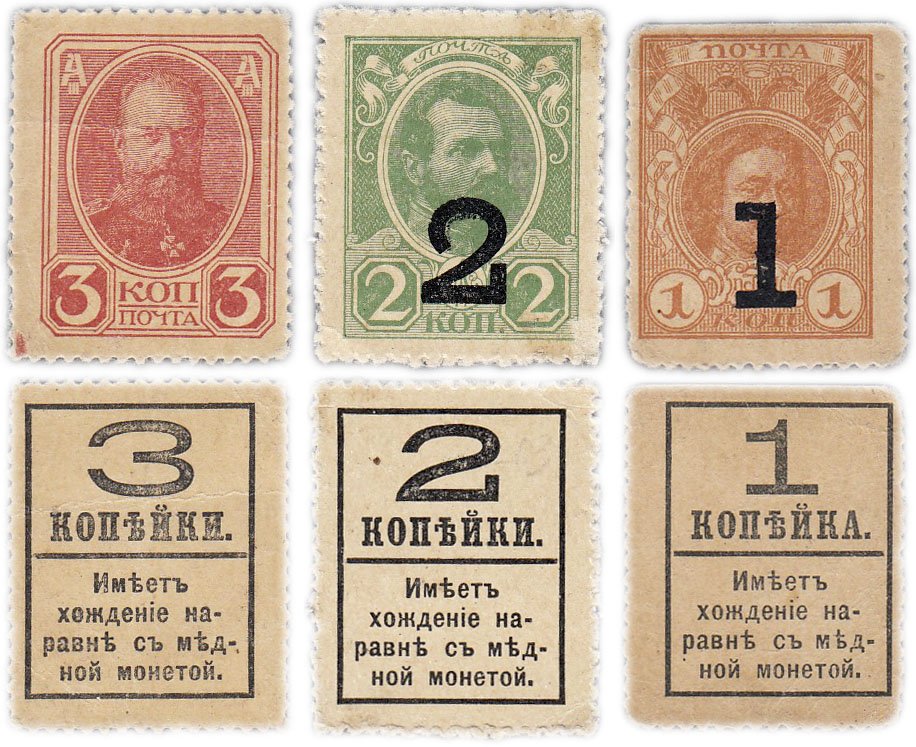 А А
3 КОП 3
ПОЧТА
ПОЧТА
2
2 2
КОП.
ПОЧТА
1
1 1
КОП
3
КОПѢЙКИ.
Имѣетъ
хожденіе на-
равнѣ съ мѣд-
ной монетой.
2
КОПѢЙКИ.
Имѣетъ
хожденіе на-
равнѣ съ мѣд-
ной монетой.
1
КОПѢЙКА.
Имѣетъ
хожденіе на-
равнѣ съ мѣд-
ной монетой.